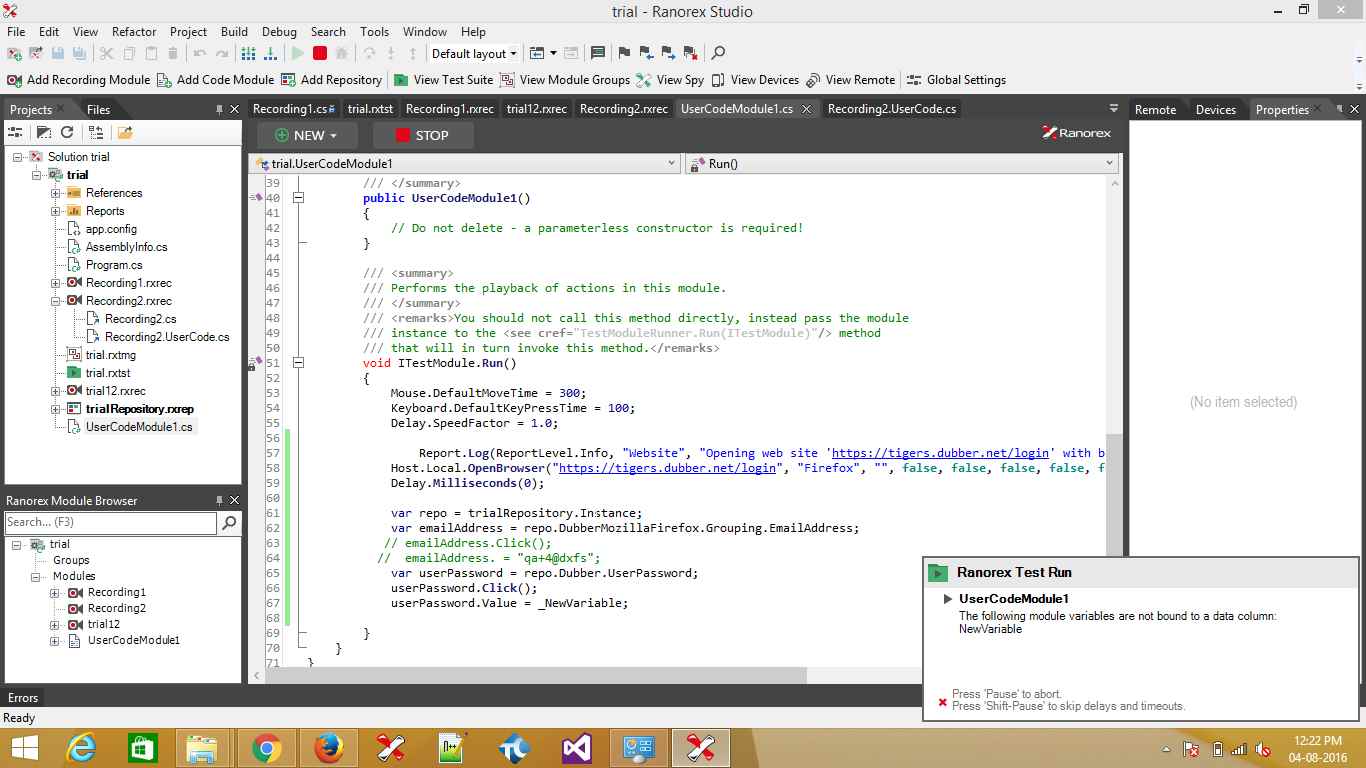 trial - Ranorex Studio
File Edit View Refactor Project Build Debug Search Tools Window Help
Default layout
Add Recording Module Add Code Module Add Repository View Test Suite View Module Groups View Spy View Devices View Remote Global Settings
Projects Files
Recording1.cs trial.rxtst Recording1.rxrec trial12.rxrec Recording2.rxrec UserCodeModule1.cs Recording2.UserCode.cs
Remote Devices Properties
NEW STOP
Ranorex
trial.UserCodeModule1
Run()
Solution trial
trial
References
Reports
app.config
AssemblyInfo.cs
Program.cs
Recording1.rxrec
Recording2.rxrec
Recording2.cs
Recording2.UserCode.cs
trial.rxtmg
trial.rxtst
trial12.rxrec
trialRepository.rxrep
UserCodeModule1.cs
39 /// </summary>
40 public UserCodeModule1()
41 {
42 // Do not delete - a parameterless constructor is required!
43 }
44
45 /// <summary>
46 /// Performs the playback of actions in this module.
47 /// </summary>
48 /// <remarks>You should not call this method directly, instead pass the module
49 /// instance to the <see cref="TestModuleRunner.Run(ITestModule)"/> method
50 /// that will in turn invoke this method.</remarks>
51 void ITestModule.Run()
52 {
53 Mouse.DefaultMoveTime = 300;
54 Keyboard.DefaultKeyPressTime = 100;
55 Delay.SpeedFactor = 1.0;
56
57 Report.Log(ReportLevel.Info, "Website", "Opening web site 'https://tigers.dubber.net/login' with b
58 Host.Local.OpenBrowser("https://tigers.dubber.net/login", "Firefox", "", false, false, false, false, f
59 Delay.Milliseconds(0);
60
61 var repo = trialRepository.Instance;
62 var emailAddress = repo.DubberMozillaFirefox.Grouping.EmailAddress;
63 // emailAddress.Click();
64 // emailAddress. = "qa+4@dxfs";
65 var userPassword = repo.Dubber.UserPassword;
66 userPassword.Click();
67 userPassword.Value = _NewVariable;
68
69 }
70 }
71 }
(No item selected)
Ranorex Module Browser
Search... (F3)
trial
Groups
Modules
Recording1
Recording2
trial12
UserCodeModule1
Ranorex Test Run
UserCodeModule1
The following module variables are not bound to a data column:
NewVariable
Press 'Pause' to abort.
Press 'Shift-Pause' to skip delays and timeouts.
Errors
Ready
12:22 PM
04-08-2016